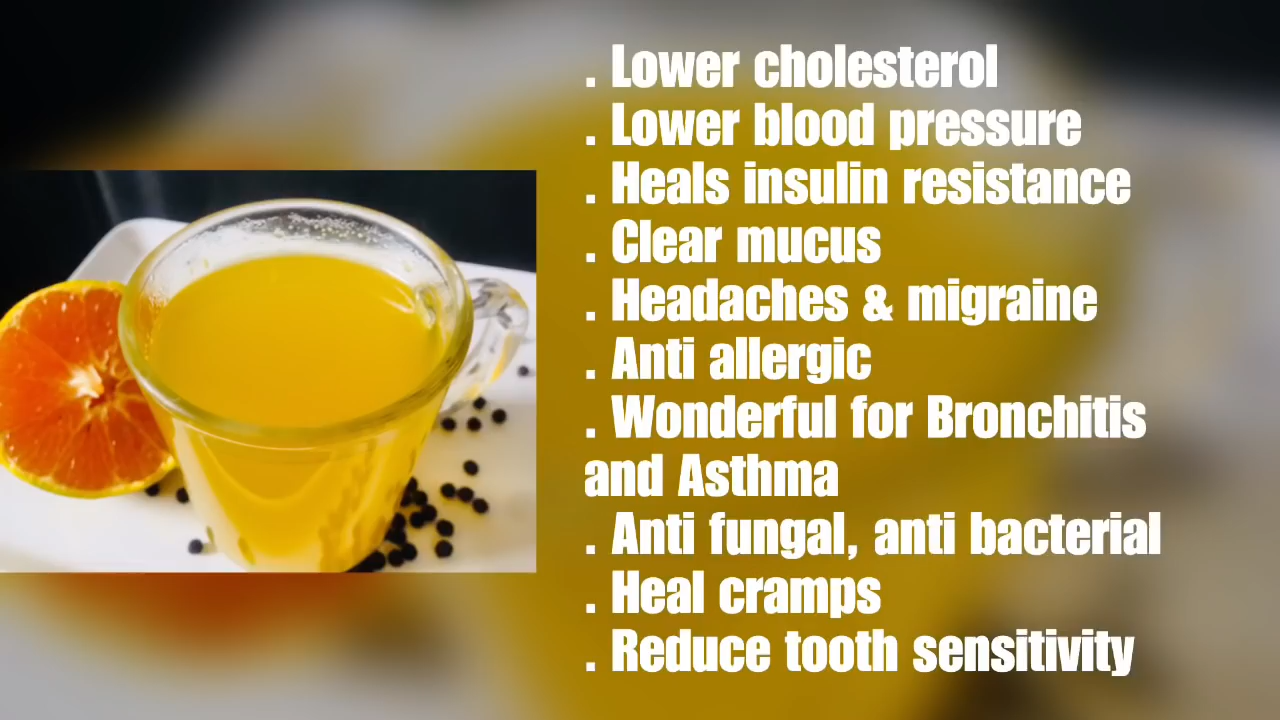 . Lower cholesterol
. Lower blood pressure
. Heals insulin resistance
. Clear mucus
. Headaches & migraine
. Anti allergic
. Wonderful for Bronchitis
and Asthma
. Anti fungal, anti bacterial
. Heal cramps
. Reduce tooth sensitivity